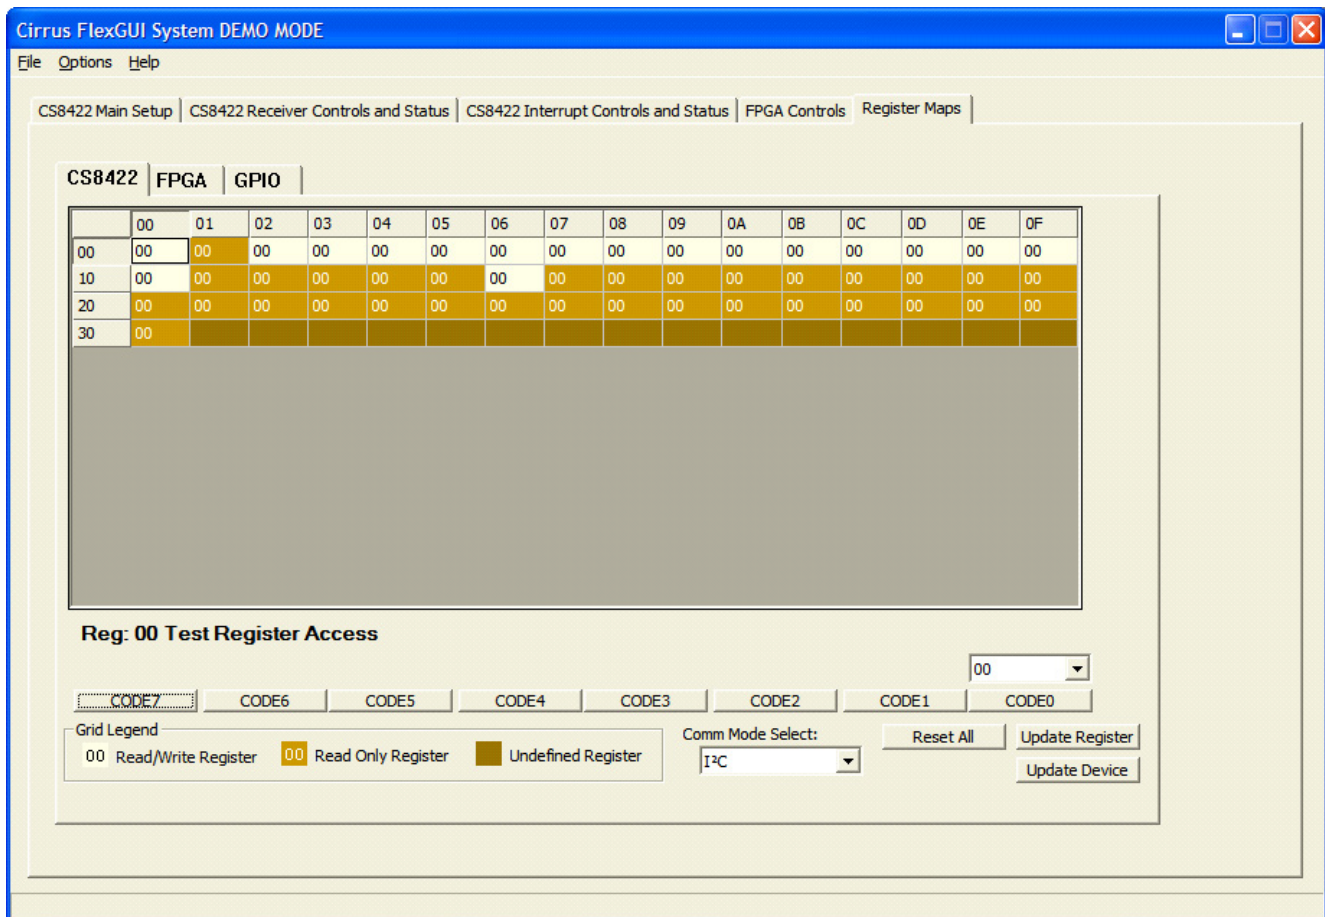 Cirrus FlexGUI System DEMO MODE
File Options Help
CS8422 Main Setup CS8422 Receiver Controls and Status CS8422 Interrupt Controls and Status FPGA Controls Register Maps
CS8422 FPGA GPIO
00 01 02 03 04 05 06 07 08 09 0A 0B 0C 0D 0E 0F
00 00 00 00 00 00 00 00 00 00 00 00 00 00 00 00 00
10 00 00 00 00 00 00 00 00 00 00 00 00 00 00 00 00
20 00 00 00 00 00 00 00 00 00 00 00 00 00 00 00 00
30 00
Reg: 00 Test Register Access
00
CODE7 CODE6 CODE5 CODE4 CODE3 CODE2 CODE1 CODE0
Grid Legend Comm Mode Select: Reset All Update Register
00 Read/Write Register 00 Read Only Register Undefined Register I²C Update Device